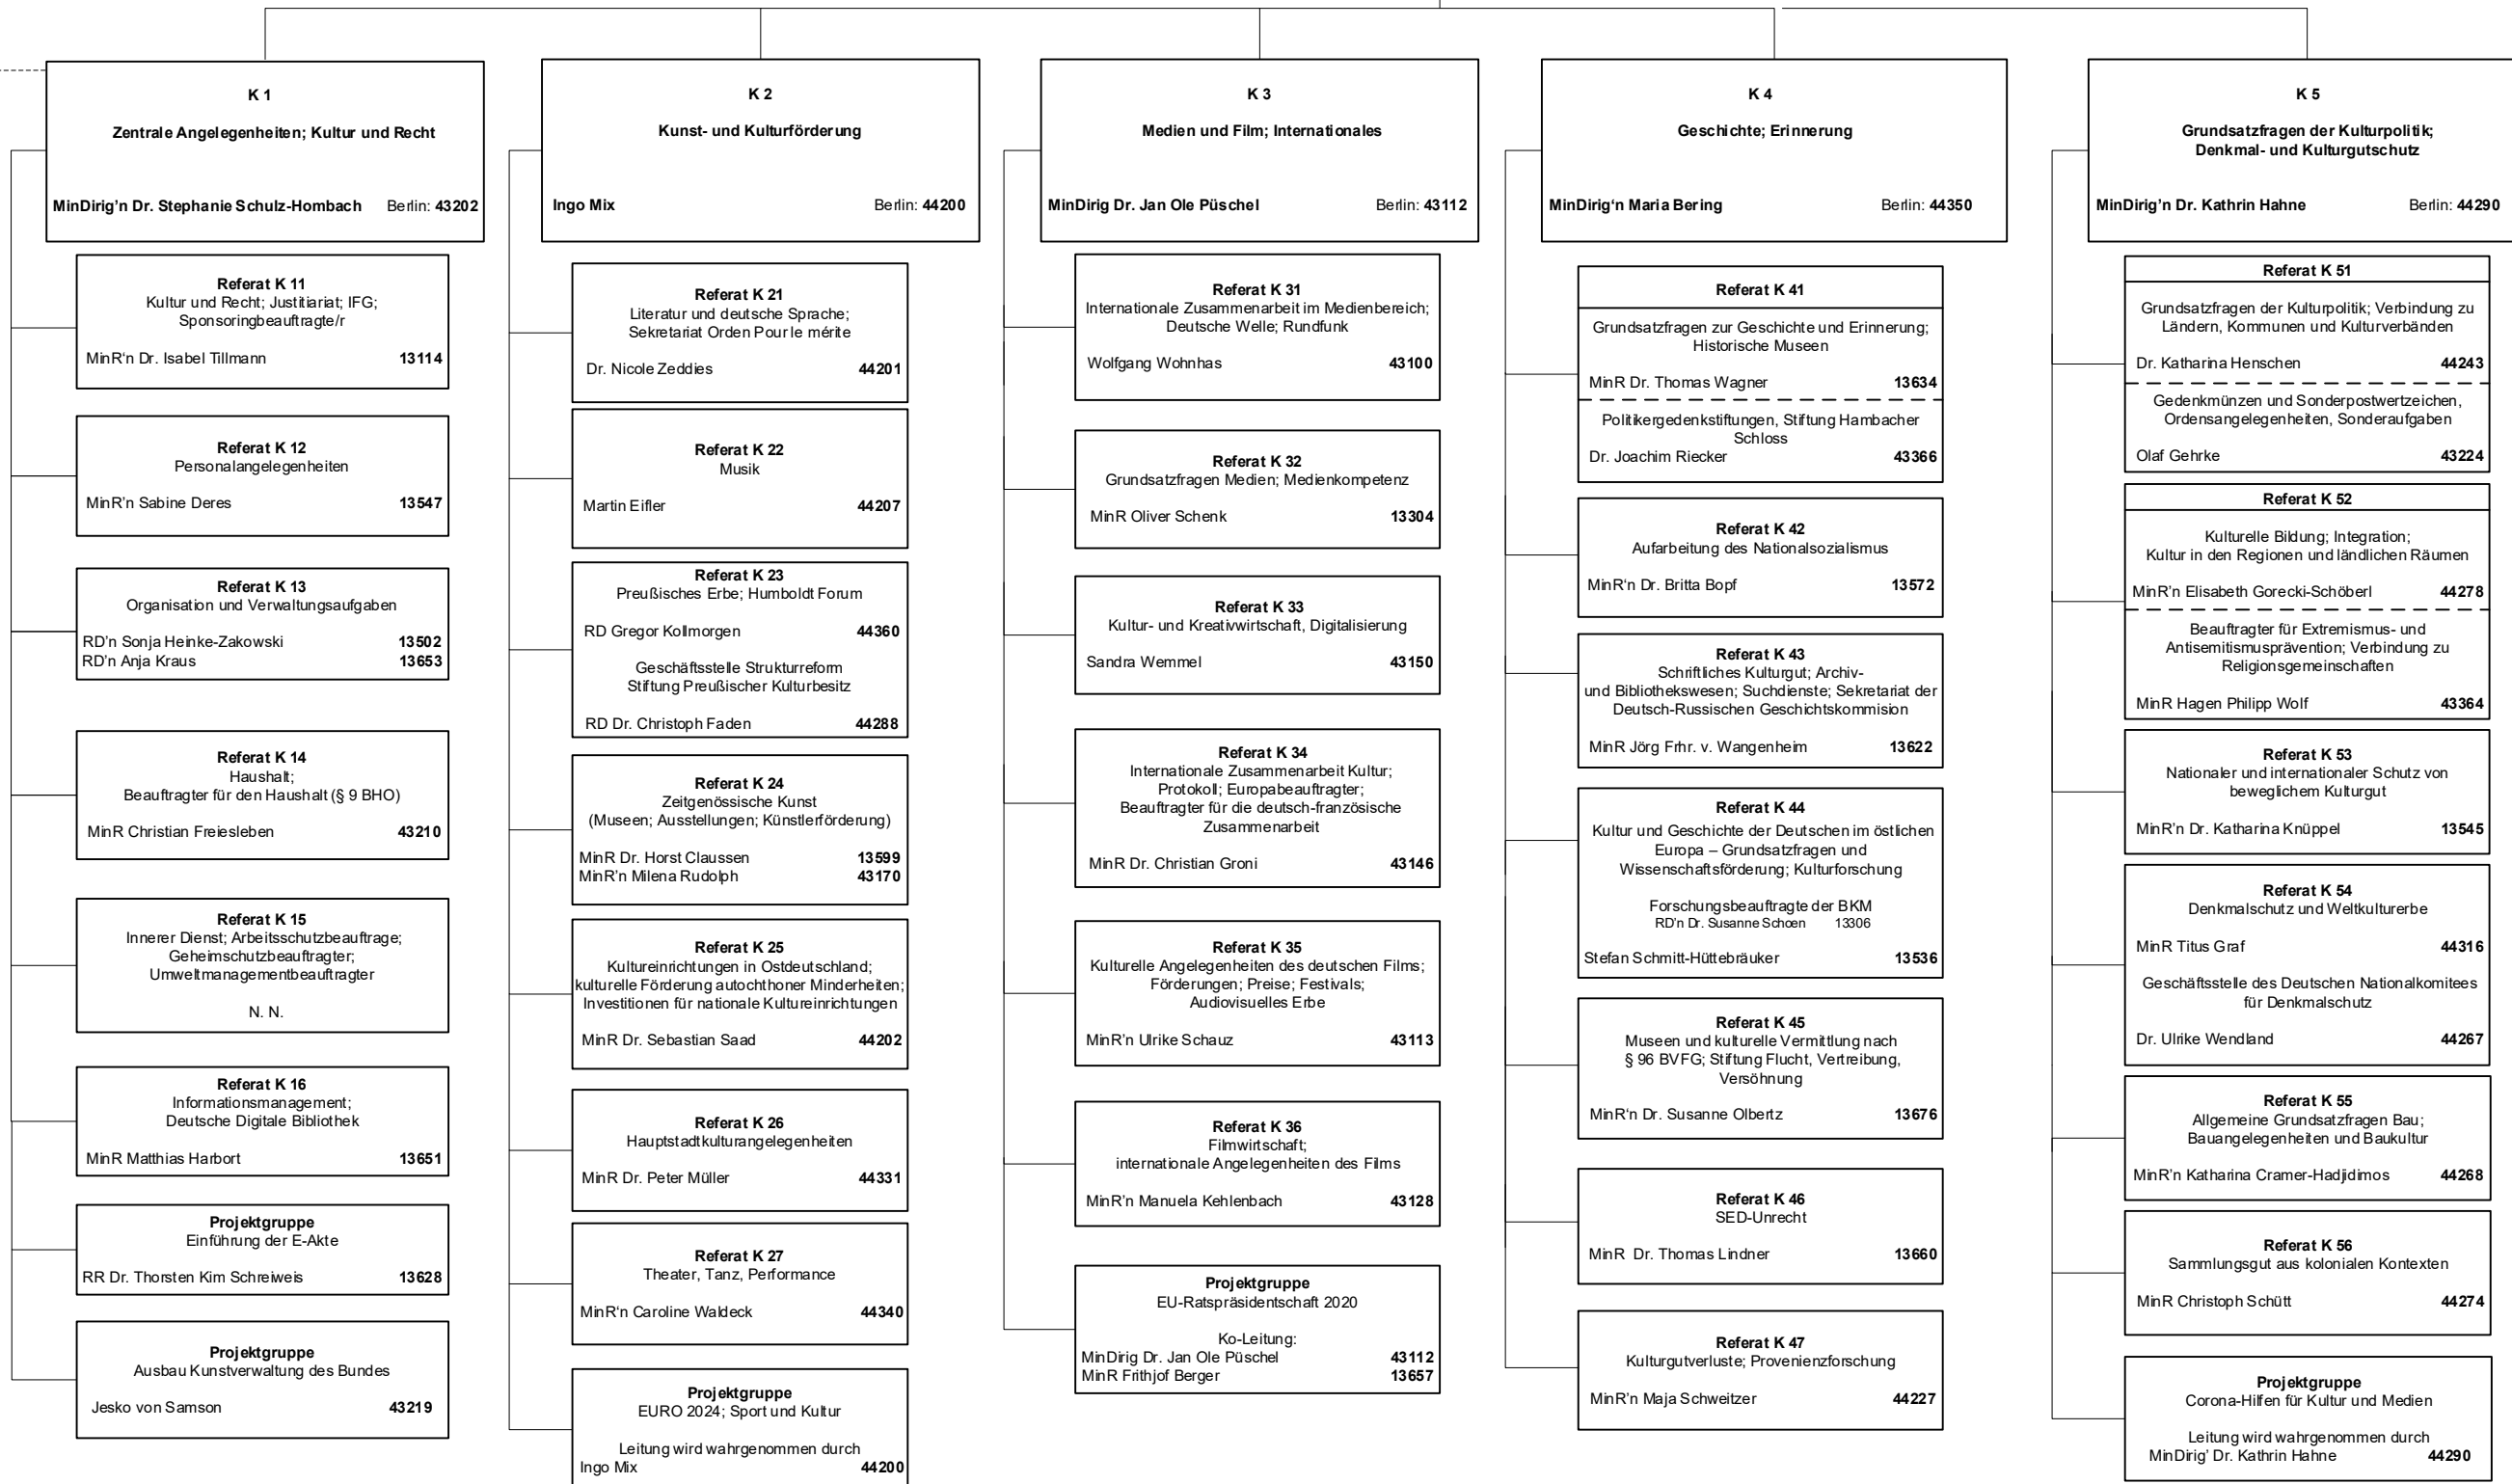 K 1
Zentrale Angelegenheiten; Kultur und Recht
MinDirig’n Dr. Stephanie Schulz-Hombach Berlin: 43202
Referat K 11
Kultur und Recht; Justitiariat; IFG;
Sponsoringbeauftragte/r
MinR‘n Dr. Isabel Tillmann 13114
Referat K 12
Personalangelegenheiten
MinR’n Sabine Deres 13547
Referat K 13
Organisation und Verwaltungsaufgaben
RD’n Sonja Heinke-Zakowski 13502
RD’n Anja Kraus 13653
Referat K 14
Haushalt;
Beauftragter für den Haushalt (§ 9 BHO)
MinR Christian Freiesleben 43210
Referat K 15
Innerer Dienst; Arbeitsschutzbeauftrage;
Geheimschutzbeauftragter;
Umweltmanagementbeauftragter
N. N.
Referat K 16
Informationsmanagement;
Deutsche Digitale Bibliothek
MinR Matthias Harbort 13651
Projektgruppe
Einführung der E-Akte
RR Dr. Thorsten Kim Schreiweis 13628
Projektgruppe
Ausbau Kunstverwaltung des Bundes
Jesko von Samson 43219
K 2
Kunst- und Kulturförderung
Ingo Mix Berlin: 44200
Referat K 21
Literatur und deutsche Sprache;
Sekretariat Orden Pour le mérite
Dr. Nicole Zeddies 44201
Referat K 22
Musik
Martin Eifler 44207
Referat K 23
Preußisches Erbe; Humboldt Forum
RD Gregor Kollmorgen 44360
Geschäftsstelle Strukturreform
Stiftung Preußischer Kulturbesitz
RD Dr. Christoph Faden 44288
Referat K 24
Zeitgenössische Kunst
(Museen; Ausstellungen; Künstlerförderung)
MinR Dr. Horst Claussen 13599
MinR’n Milena Rudolph 43170
Referat K 25
Kultureinrichtungen in Ostdeutschland;
kulturelle Förderung autochthoner Minderheiten;
Investitionen für nationale Kultureinrichtungen
MinR Dr. Sebastian Saad 44202
Referat K 26
Hauptstadtkulturangelegenheiten
MinR Dr. Peter Müller 44331
Referat K 27
Theater, Tanz, Performance
MinR‘n Caroline Waldeck 44340
Projektgruppe
EURO 2024; Sport und Kultur
Leitung wird wahrgenommen durch
Ingo Mix 44200
K 3
Medien und Film; Internationales
MinDirig Dr. Jan Ole Püschel Berlin: 43112
Referat K 31
Internationale Zusammenarbeit im Medienbereich;
Deutsche Welle; Rundfunk
Wolfgang Wohnhas 43100
Referat K 32
Grundsatzfragen Medien; Medienkompetenz
MinR Oliver Schenk 13304
Referat K 33
Kultur- und Kreativwirtschaft, Digitalisierung
Sandra Wemmel 43150
Referat K 34
Internationale Zusammenarbeit Kultur;
Protokoll; Europabeauftragter;
Beauftragter für die deutsch-französische
Zusammenarbeit
MinR Dr. Christian Groni 43146
Referat K 35
Kulturelle Angelegenheiten des deutschen Films;
Förderungen; Preise; Festivals;
Audiovisuelles Erbe
MinR’n Ulrike Schauz 43113
Referat K 36
Filmwirtschaft;
internationale Angelegenheiten des Films
MinR’n Manuela Kehlenbach 43128
Projektgruppe
EU-Ratspräsidentschaft 2020
Ko-Leitung:
MinDirig Dr. Jan Ole Püschel 43112
MinR Frithjof Berger 13657
K 4
Geschichte; Erinnerung
MinDirig‘n Maria Bering Berlin: 44350
Referat K 41
Grundsatzfragen zur Geschichte und Erinnerung;
Historische Museen
MinR Dr. Thomas Wagner 13634
Politikergedenkstiftungen, Stiftung Hambacher
Schloss
Dr. Joachim Riecker 43366
Referat K 42
Aufarbeitung des Nationalsozialismus
MinR’n Dr. Britta Bopf 13572
Referat K 43
Schriftliches Kulturgut; Archiv-
und Bibliothekswesen; Suchdienste; Sekretariat der
Deutsch-Russischen Geschichtskommision
MinR Jörg Frhr. v. Wangenheim 13622
Referat K 44
Kultur und Geschichte der Deutschen im östlichen
Europa – Grundsatzfragen und
Wissenschaftsförderung; Kulturforschung
Forschungsbeauftragte der BKM
RD’n Dr. Susanne Schoen 13306
Stefan Schmitt-Hüttebräuker 13536
Referat K 45
Museen und kulturelle Vermittlung nach
§ 96 BVFG; Stiftung Flucht, Vertreibung,
Versöhnung
MinR‘n Dr. Susanne Olbertz 13676
Referat K 46
SED-Unrecht
MinR Dr. Thomas Lindner 13660
Referat K 47
Kulturgutverluste; Provenienzforschung
MinR’n Maja Schweitzer 44227
K 5
Grundsatzfragen der Kulturpolitik;
Denkmal- und Kulturgutschutz
MinDirig’n Dr. Kathrin Hahne Berlin: 44290
Referat K 51
Grundsatzfragen der Kulturpolitik; Verbindung zu
Ländern, Kommunen und Kulturverbänden
Dr. Katharina Henschen 44243
Gedenkmünzen und Sonderpostwertzeichen,
Ordensangelegenheiten, Sonderaufgaben
Olaf Gehrke 43224
Referat K 52
Kulturelle Bildung; Integration;
Kultur in den Regionen und ländlichen Räumen
MinR’n Elisabeth Gorecki-Schöberl 44278
Beauftragter für Extremismus- und
Antisemitismusprävention; Verbindung zu
Religionsgemeinschaften
MinR Hagen Philipp Wolf 43364
Referat K 53
Nationaler und internationaler Schutz von
beweglichem Kulturgut
MinR’n Dr. Katharina Knüppel 13545
Referat K 54
Denkmalschutz und Weltkulturerbe
MinR Titus Graf 44316
Geschäftsstelle des Deutschen Nationalkomitees
für Denkmalschutz
Dr. Ulrike Wendland 44267
Referat K 55
Allgemeine Grundsatzfragen Bau;
Bauangelegenheiten und Baukultur
MinR’n Katharina Cramer-Hadjidimos 44268
Referat K 56
Sammlungsgut aus kolonialen Kontexten
MinR Christoph Schütt 44274
Projektgruppe
Corona-Hilfen für Kultur und Medien
Leitung wird wahrgenommen durch
MinDirig’ Dr. Kathrin Hahne 44290